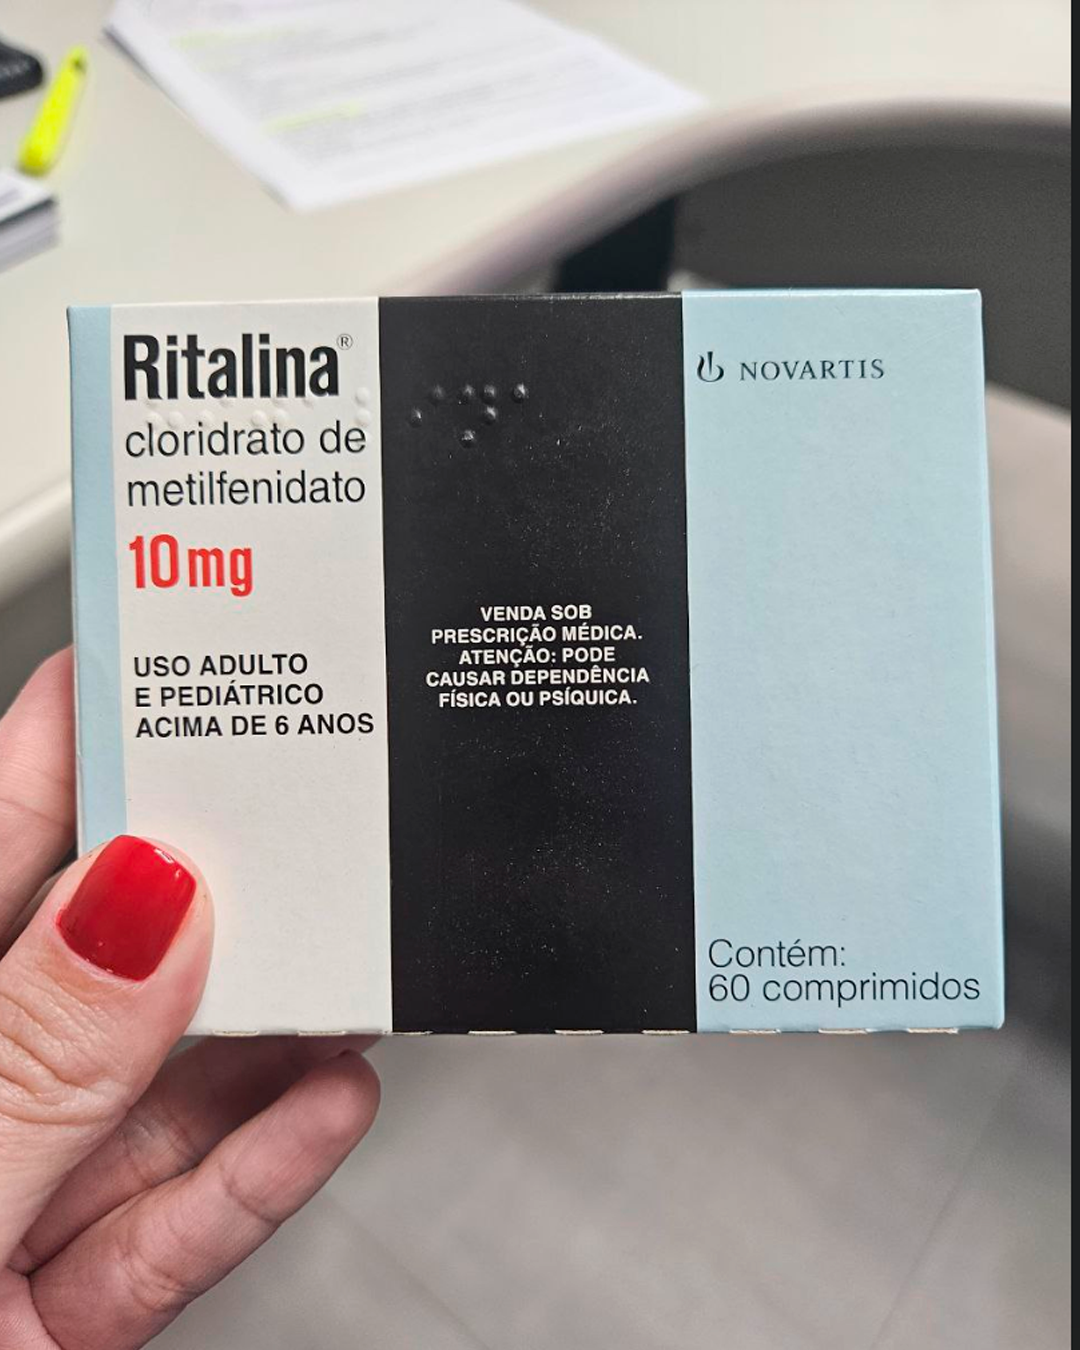 Ritalina®
cloridrato de
metilfenidato
10 mg
USO ADULTO
E PEDIÁTRICO
ACIMA DE 6 ANOS
VENDA SOB
PRESCRIÇÃO MÉDICA.
ATENÇÃO: PODE
CAUSAR DEPENDÊNCIA
FÍSICA OU PSÍQUICA.
NOVARTIS
Contém:
60 comprimidos